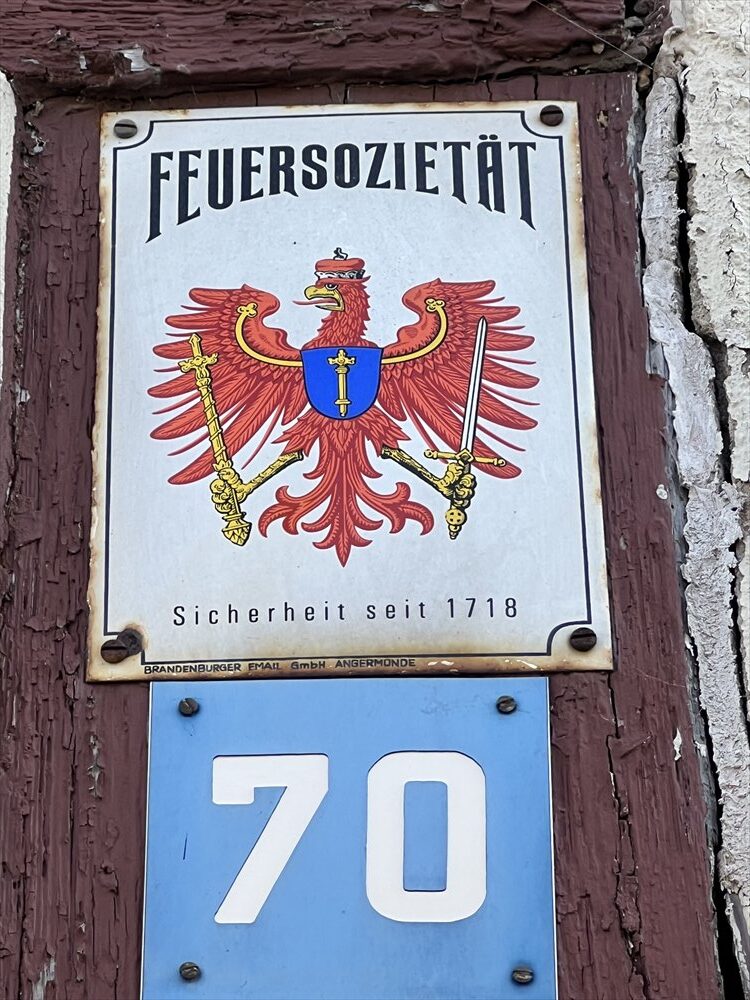 FEUERSOZIETÄT
Sicherheit seit 1718
BRANDENBURGER EMAIL GmbH ANGERMÜNDE
70